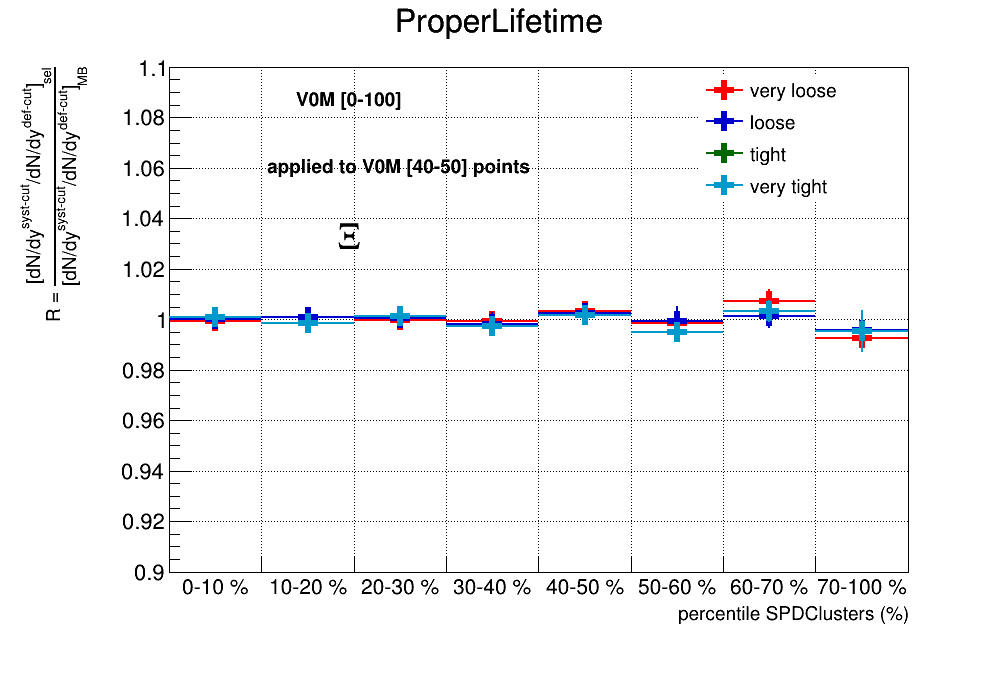 ProperLifetime
R = [dN/dy^syst-cut/dN/dy^def-cut]_sel
[dN/dy^syst-cut/dN/dy^def-cut]_MB
1.1
1.08
1.06
1.04
1.02
1
0.98
0.96
0.94
0.92
0.9
V0M [0-100]
applied to V0M [40-50] points
Ξ
very loose
loose
tight
very tight
0-10 % 10-20 % 20-30 % 30-40 % 40-50 % 50-60 % 60-70 % 70-100 %
percentile SPDClusters (%)